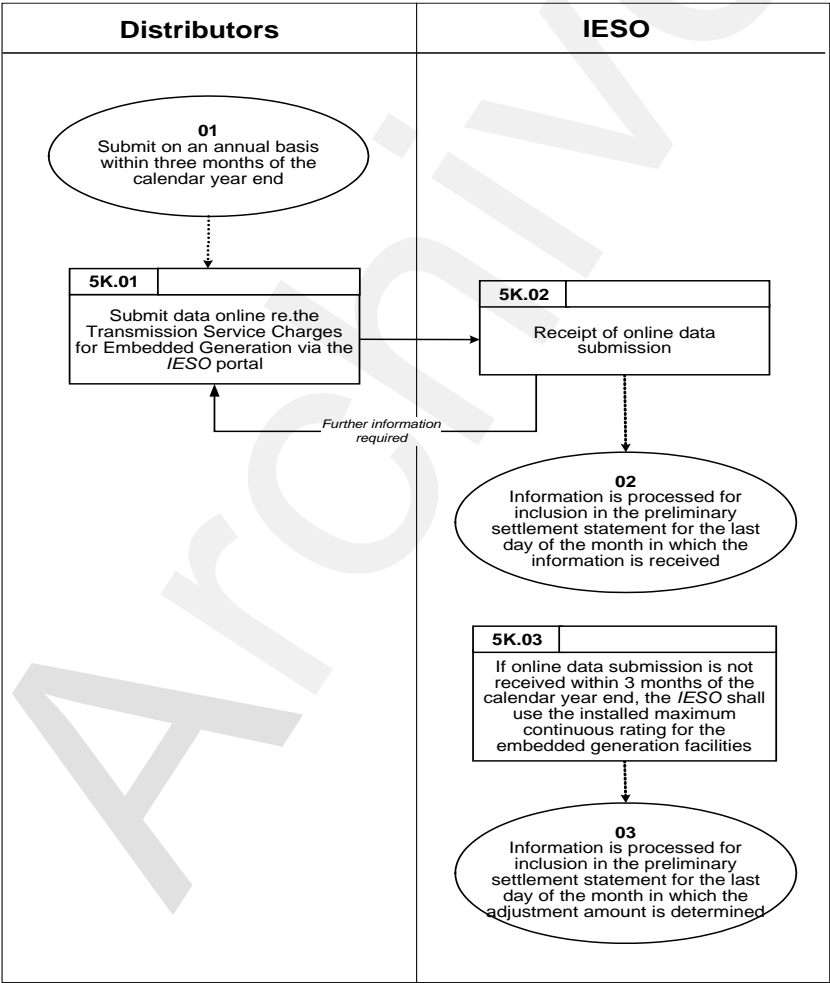 Distributors
IESO
01
Submit on an annual basis
within three months of the
calendar year end
5K.01
Submit data online re.the
Transmission Service Charges
for Embedded Generation via the
IESO portal
5K.02
Receipt of online data
submission
Further information
required
02
Information is processed for
inclusion in the preliminary
settlement statement for the last
day of the month in which the
information is received
5K.03
If online data submission is not
received within 3 months of the
calendar year end, the IESO shall
use the installed maximum
continuous rating for the
embedded generation facilities
03
Information is processed for
inclusion in the preliminary
settlement statement for the last
day of the month in which the
adjustment amount is determined
Archive